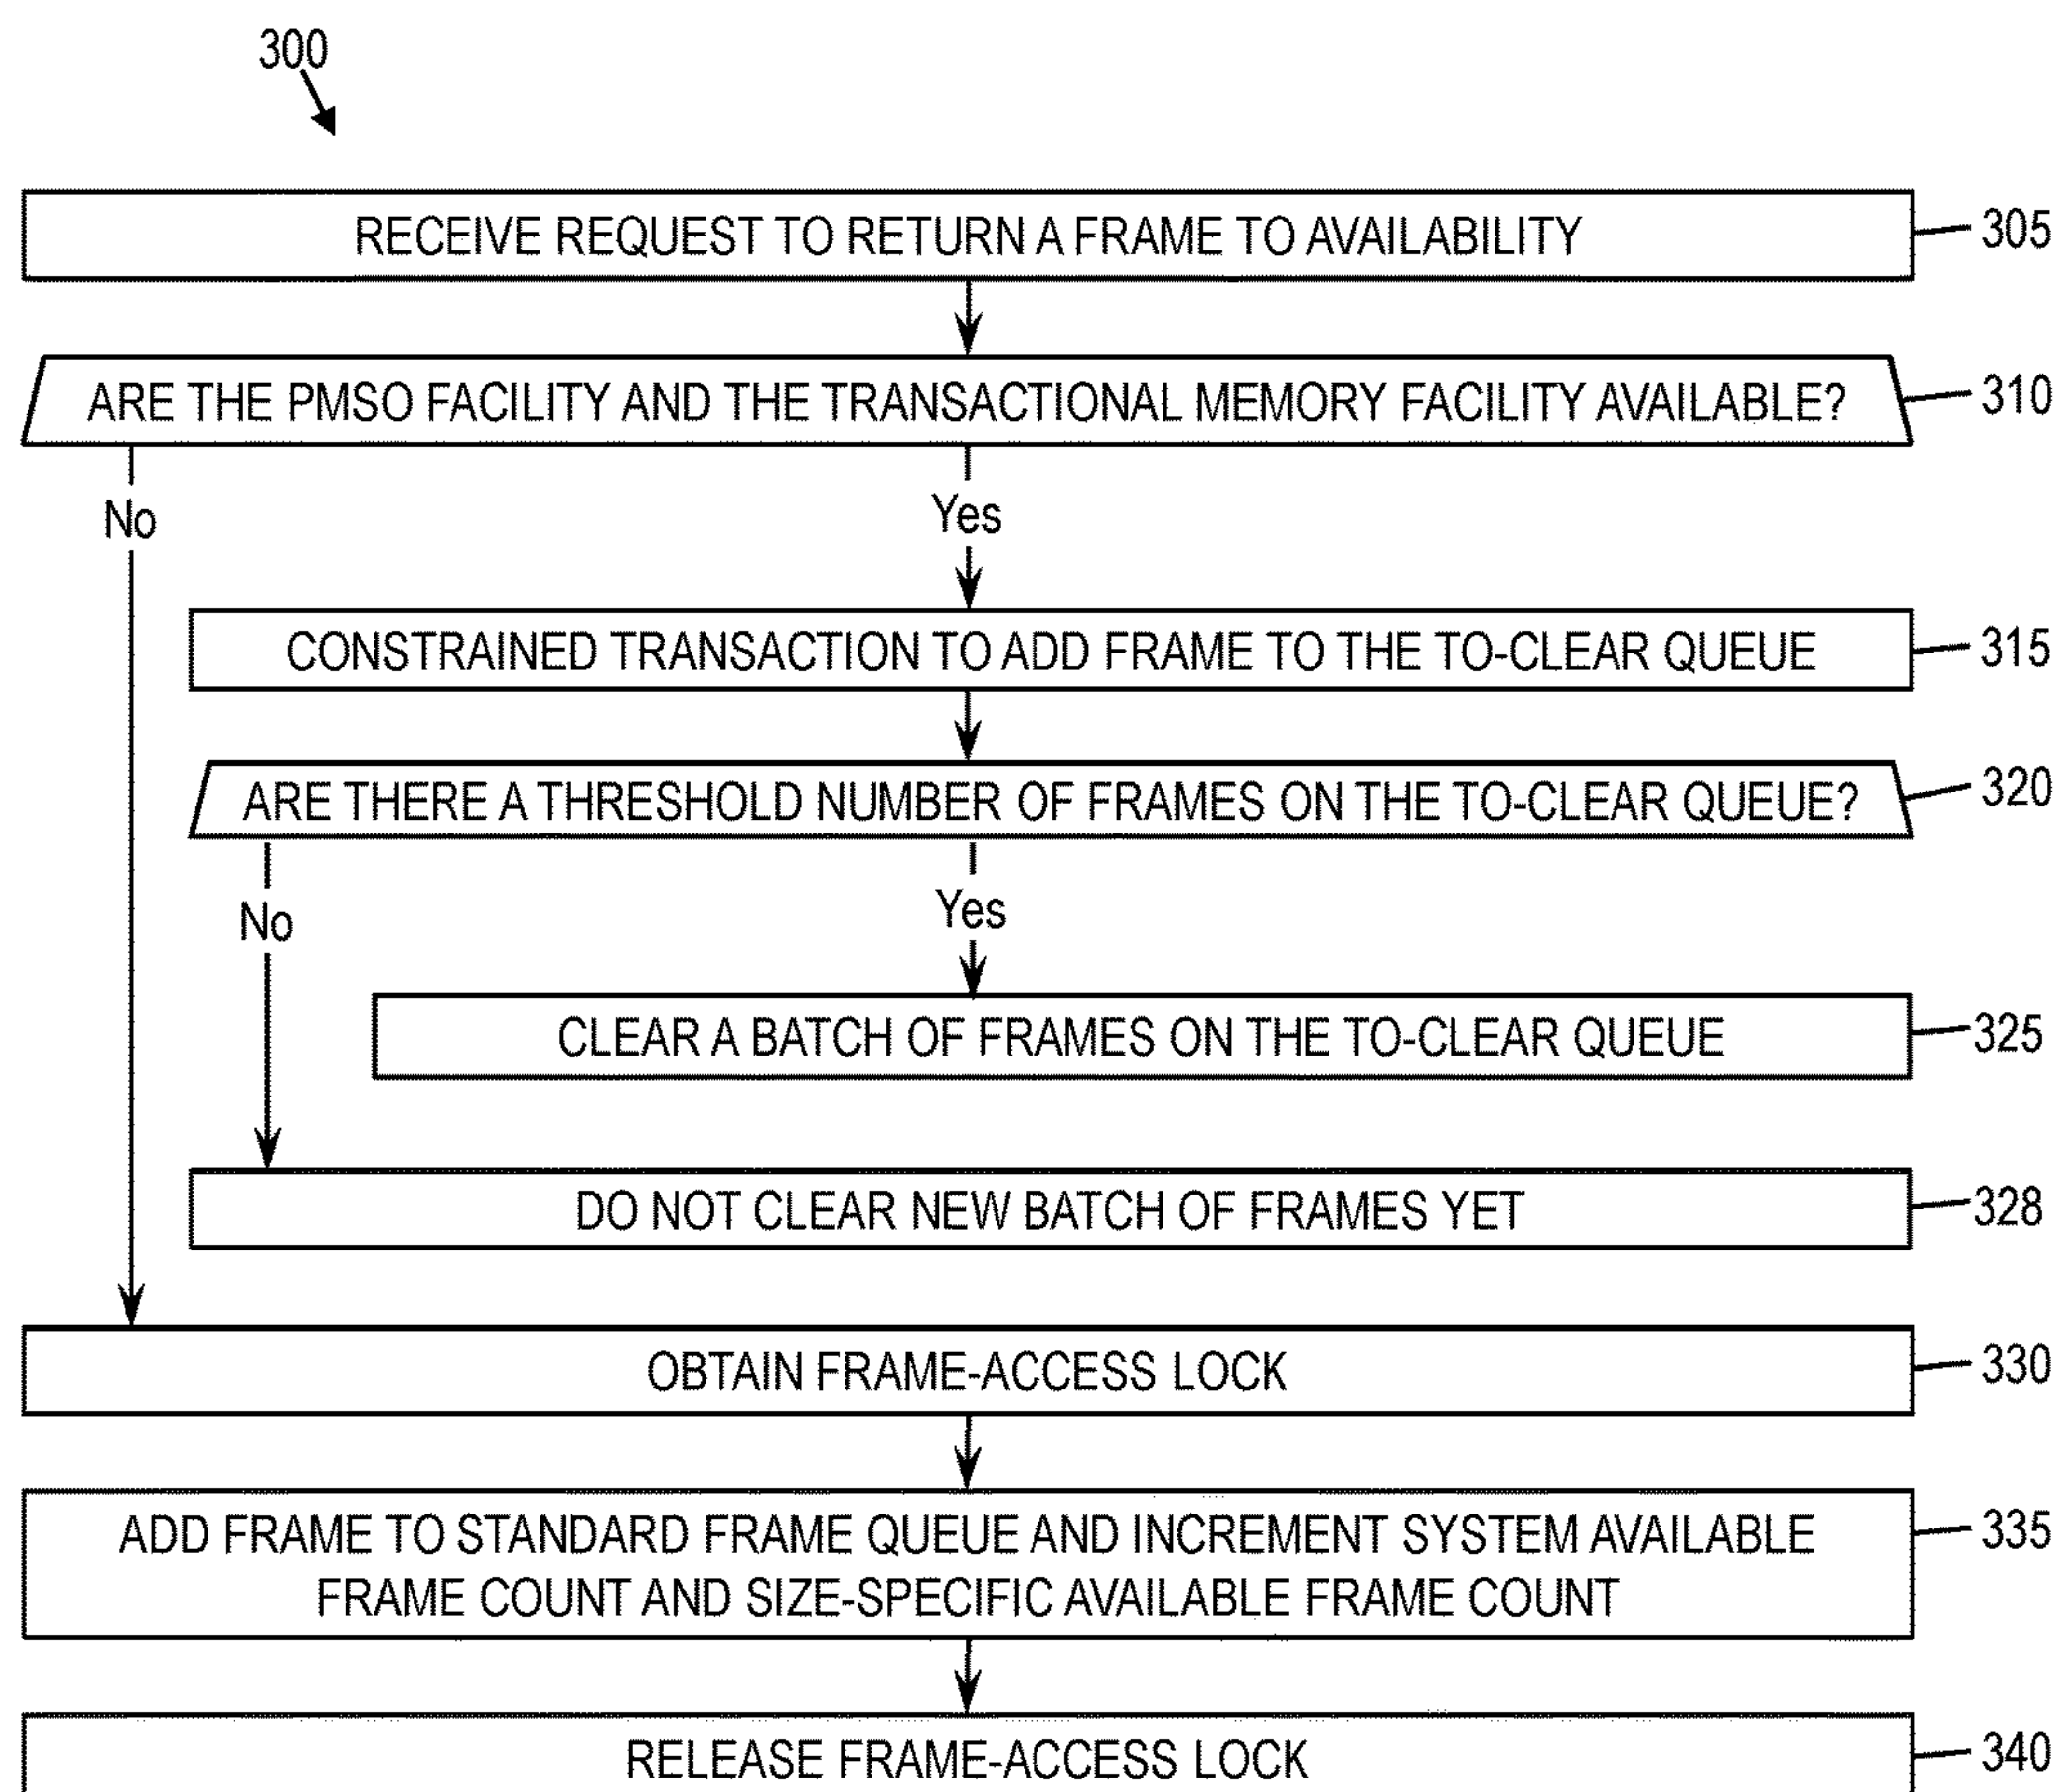 300
RECEIVE REQUEST TO RETURN A FRAME TO AVAILABILITY
305
ARE THE PMSO FACILITY AND THE TRANSACTIONAL MEMORY FACILITY AVAILABLE?
310
No
Yes
CONSTRAINED TRANSACTION TO ADD FRAME TO THE TO-CLEAR QUEUE
315
ARE THERE A THRESHOLD NUMBER OF FRAMES ON THE TO-CLEAR QUEUE?
320
No
Yes
CLEAR A BATCH OF FRAMES ON THE TO-CLEAR QUEUE
325
DO NOT CLEAR NEW BATCH OF FRAMES YET
328
OBTAIN FRAME-ACCESS LOCK
330
ADD FRAME TO STANDARD FRAME QUEUE AND INCREMENT SYSTEM AVAILABLE
FRAME COUNT AND SIZE-SPECIFIC AVAILABLE FRAME COUNT
335
RELEASE FRAME-ACCESS LOCK
340